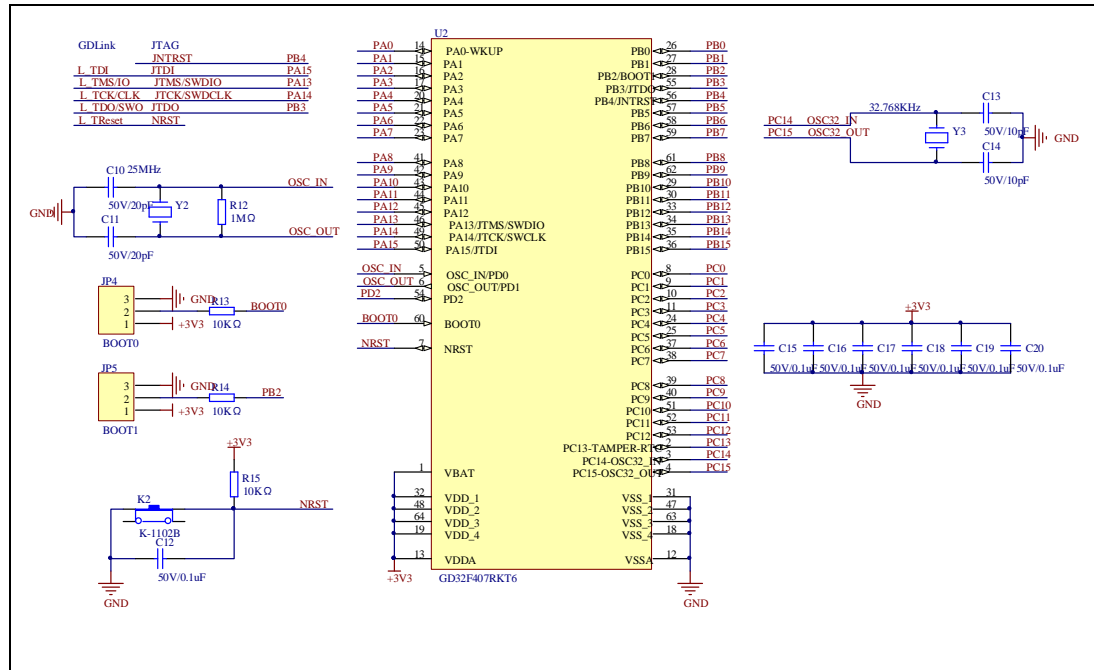 GDLink JTAG
JNTRST PB4
L_TDI JTDI PA15
L_TMS/IO JTMS/SWDIO PA13
L_TCK/CLK JTCK/SWDCLK PA14
L_TDO/SWO JTDO PB3
L_TReset NRST
C10 25MHz
OSC_IN
50V/20pF
GND
Y2
R12
1MΩ
C11
OSC_OUT
50V/20pF
JP4
3 GND
2 R13 BOOT0
1 +3V3
10KΩ
BOOT0
JP5
3 GND
2 R14 PB2
1 +3V3
10KΩ
BOOT1
+3V3
R15
10KΩ
K2
NRST
K-1102B
C12
50V/0.1uF
GND
U2
PA0 14 PA0-WKUP
PA1 PA1
PA2 PA2
PA3 PA3
PA4 20 PA4
PA5 21 PA5
PA6 22 PA6
PA7 23 PA7
PA8 41 PA8
PA9 42 PA9
PA10 43 PA10
PA11 44 PA11
PA12 45 PA12
PA13 46 PA13/JTMS/SWDIO
PA14 49 PA14/JTCK/SWCLK
PA15 50 PA15/JTDI
OSC_IN 5 OSC_IN/PD0
OSC_OUT 6 OSC_OUT/PD1
PD2 54 PD2
BOOT0 60 BOOT0
NRST 7 NRST
1 VBAT
32 VDD_1
48 VDD_2
64 VDD_3
19 VDD_4
13 VDDA
+3V3
GD32F407RKT6
PB0 26 PB0
PB1 27 PB1
PB2/BOOT1 28 PB2
PB3/JTDO 55 PB3
PB4/JNTRST 56 PB4
PB5 57 PB5
PB6 58 PB6
PB7 59 PB7
PB8 61 PB8
PB9 62 PB9
PB10 29 PB10
PB11 30 PB11
PB12 33 PB12
PB13 34 PB13
PB14 35 PB14
PB15 36 PB15
PC0 8 PC0
PC1 9 PC1
PC2 10 PC2
PC3 11 PC3
PC4 24 PC4
PC5 25 PC5
PC6 37 PC6
PC7 38 PC7
PC8 39 PC8
PC9 40 PC9
PC10 51 PC10
PC11 52 PC11
PC12 53 PC12
PC13-TAMPER-RTC 2 PC13
PC14-OSC32_IN 3 PC14
PC15-OSC32_OUT 4 PC15
VSS_1 31
VSS_2 47
VSS_3 63
VSS_4 18
VSSA 12
GND
C13
32.768KHz
50V/10pF
PC14 OSC32_IN
PC15 OSC32_OUT
Y3
GND
C14
50V/10pF
+3V3
C15 C16 C17 C18 C19 C20
50V/0.1uF 50V/0.1uF 50V/0.1uF 50V/0.1uF 50V/0.1uF 50V/0.1uF
GND